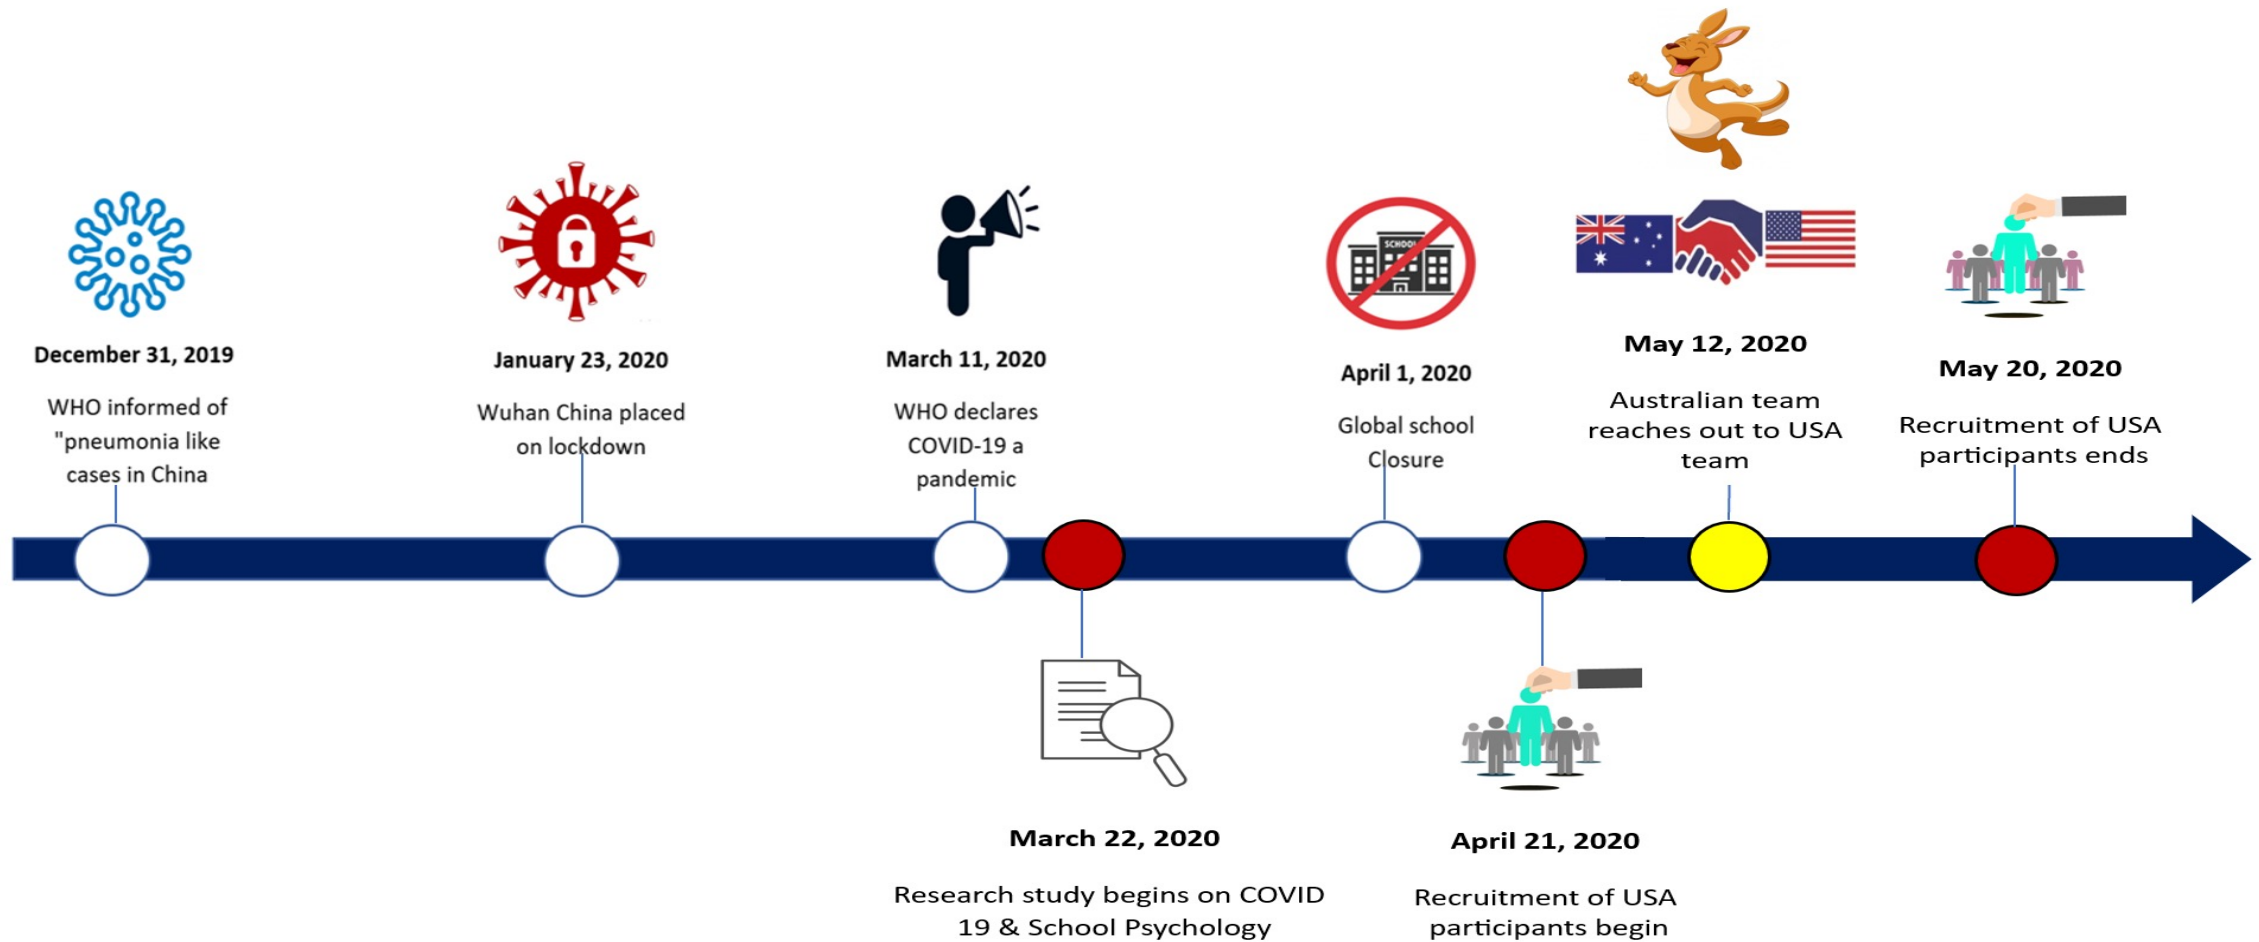 December 31, 2019
WHO informed of
"pneumonia like
cases in China
January 23, 2020
Wuhan China placed
on lockdown
March 11, 2020
WHO declares
COVID-19 a
pandemic
SCHOOL
April 1, 2020
Global school
Closure
May 12, 2020
Australian team
reaches out to USA
team
May 20, 2020
Recruitment of USA
participants ends
March 22, 2020
Research study begins on COVID
19 & School Psychology
April 21, 2020
Recruitment of USA
participants begin